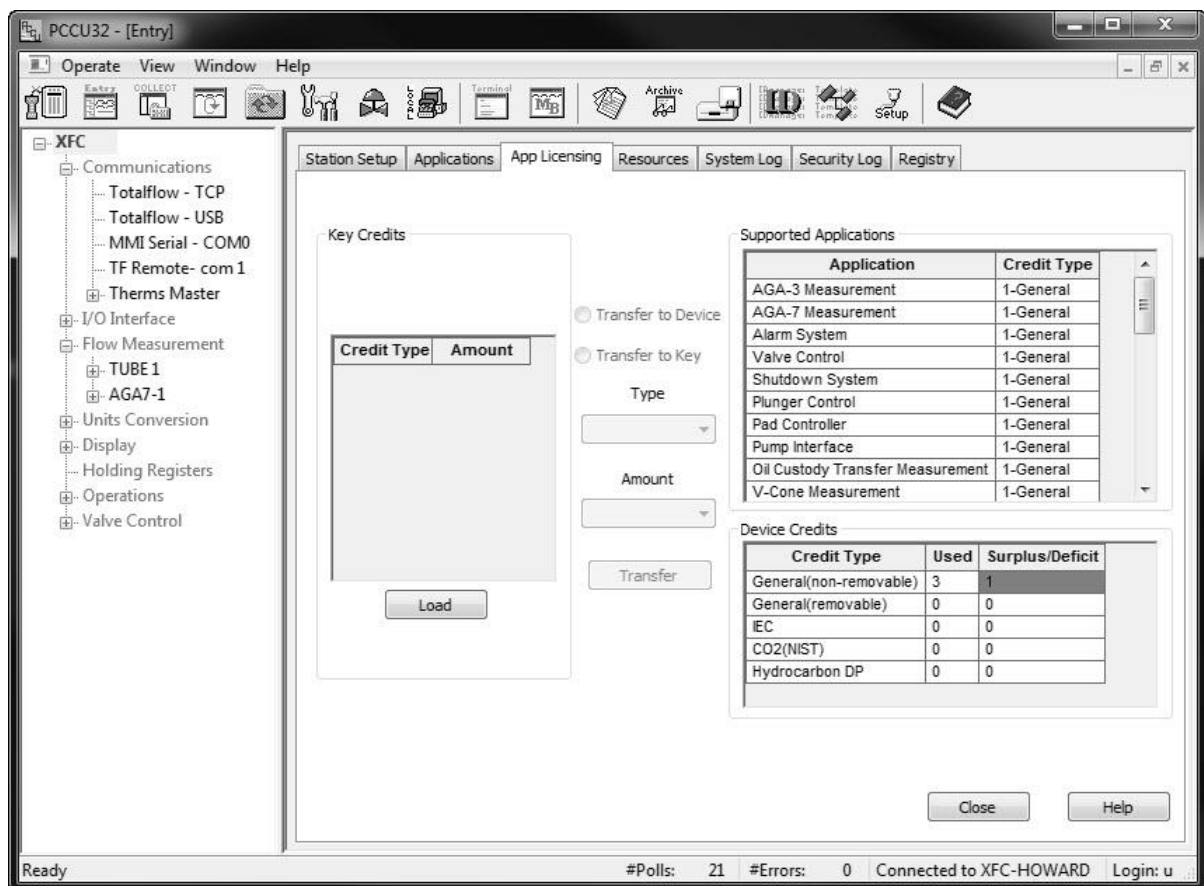 PCCU32 - [Entry]
Operate View Window Help
Entry COLLECT LOCAL Terminal MB Archive ID Setup
XFC
Communications
Totalflow - TCP
Totalflow - USB
MMI Serial - COM0
TF Remote- com 1
Therms Master
I/O Interface
Flow Measurement
TUBE 1
AGA7-1
Units Conversion
Display
Holding Registers
Operations
Valve Control
Station Setup Applications App Licensing Resources System Log Security Log Registry
Key Credits
Credit Type Amount
Load
Transfer to Device
Transfer to Key
Type
Amount
Transfer
Supported Applications
Application Credit Type
AGA-3 Measurement 1-General
AGA-7 Measurement 1-General
Alarm System 1-General
Valve Control 1-General
Shutdown System 1-General
Plunger Control 1-General
Pad Controller 1-General
Pump Interface 1-General
Oil Custody Transfer Measurement 1-General
V-Cone Measurement 1-General
Device Credits
Credit Type Used Surplus/Deficit
General(non-removable) 3 1
General(removable) 0 0
IEC 0 0
CO2(NIST) 0 0
Hydrocarbon DP 0 0
Close Help
Ready #Polls: 21 #Errors: 0 Connected to XFC-HOWARD Login: u